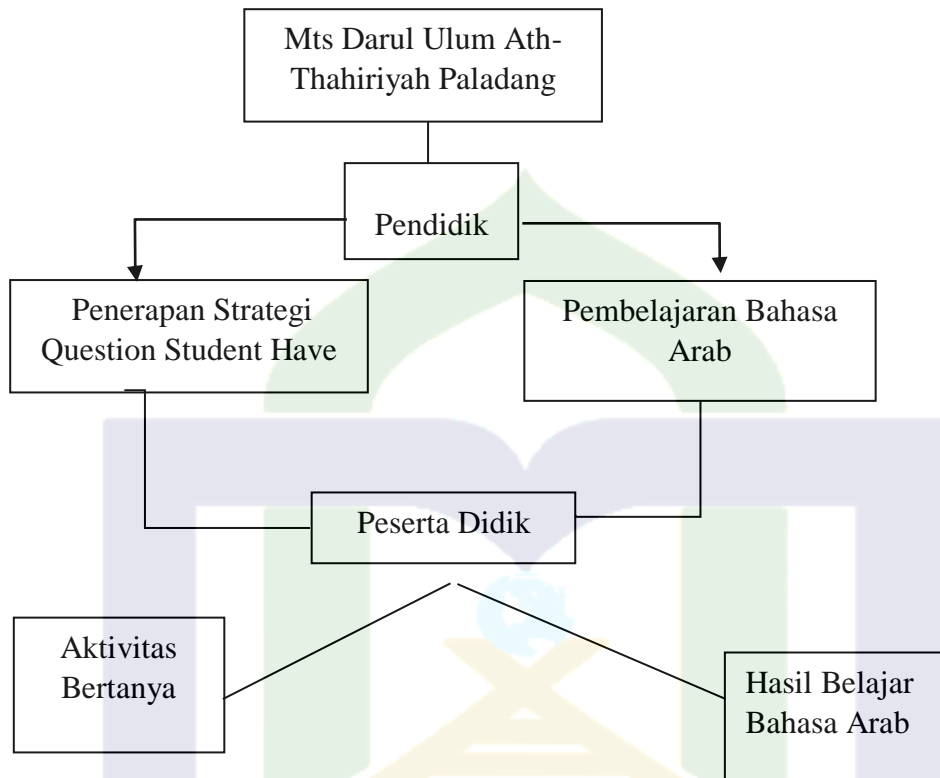 Mts Darul Ulum Ath-
Thahiriyah Paladang
Pendidik
Penerapan Strategi
Question Student Have
Pembelajaran Bahasa
Arab
Peserta Didik
Aktivitas
Bertanya
Hasil Belajar
Bahasa Arab